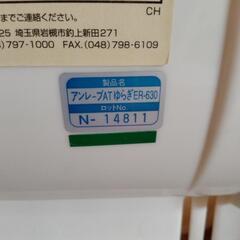 CH
までご連絡ください。
25 埼玉県岩槻市釣上新田271
797-1000 FAX.(048)798-6109
製品名
アンレーブATゆらぎER-630
ロットNo.
N- 14811